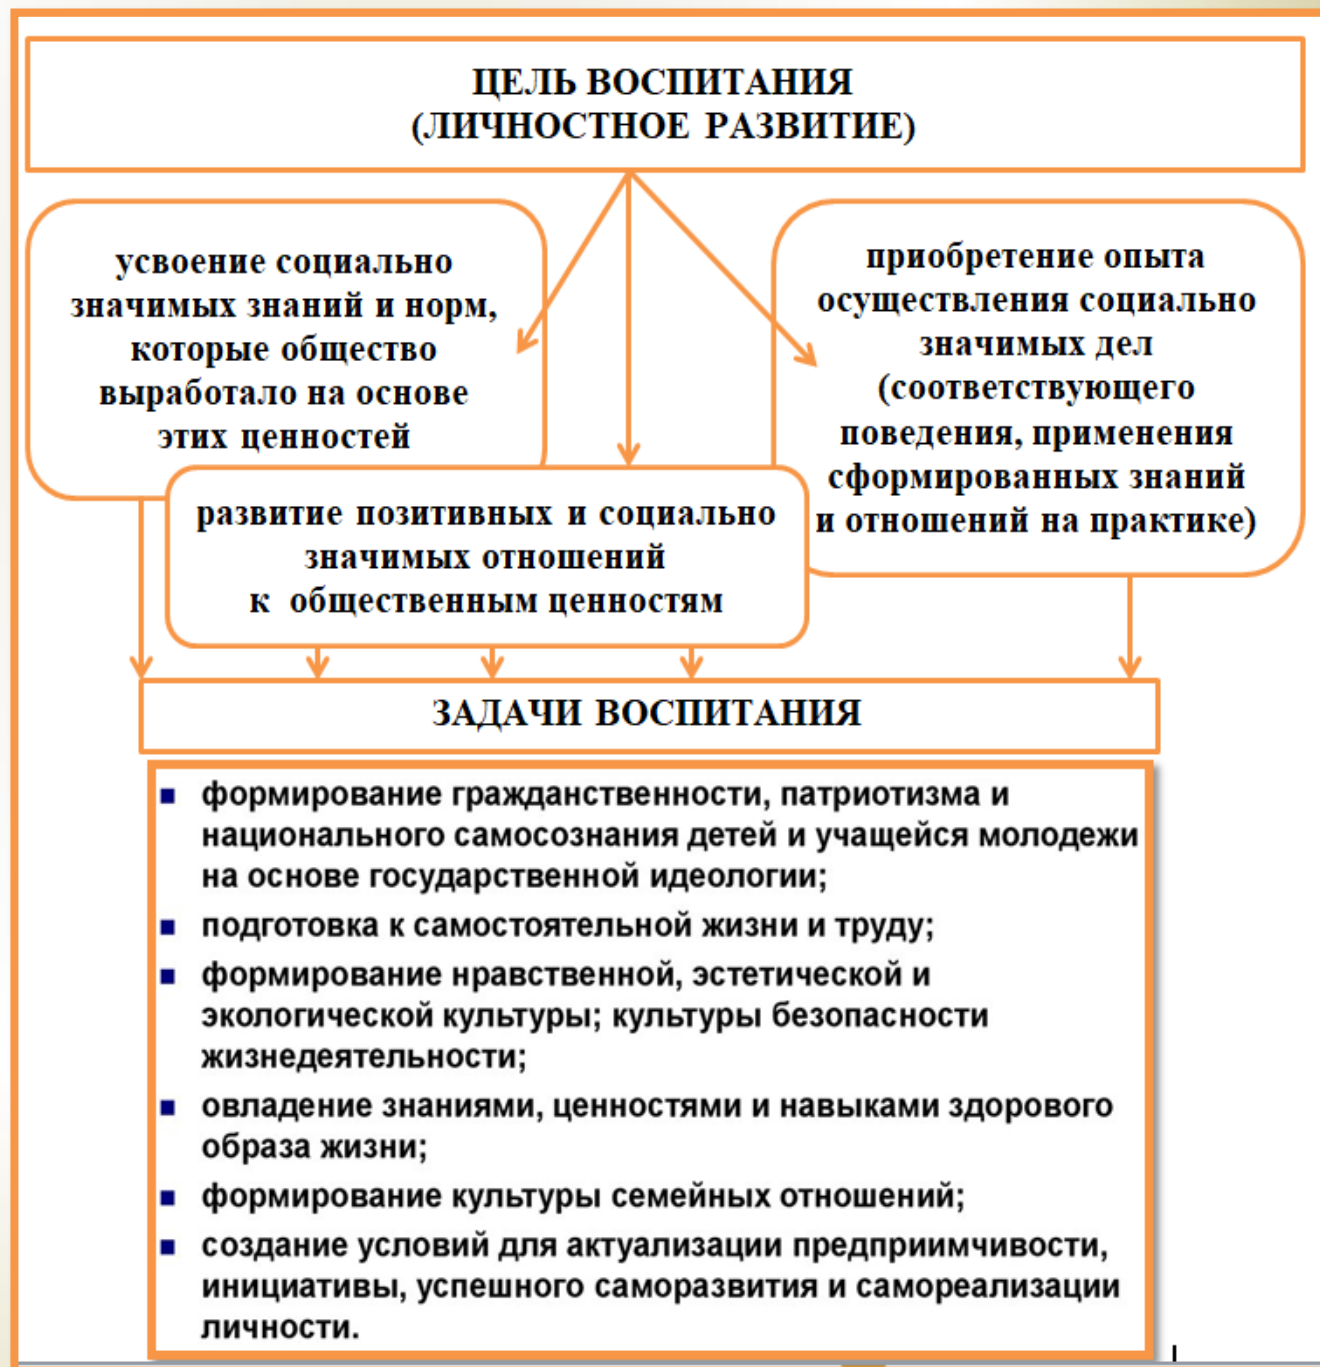 ЦЕЛЬ ВОСПИТАНИЯ
(ЛИЧНОСТНОЕ РАЗВИТИЕ)
усвоение социально
значимых знаний и норм,
которые общество
выработало на основе
этих ценностей
развитие позитивных и социально
значимых отношений
к общественным ценностям
приобретение опыта
осуществления социально
значимых дел
(соответствующего
поведения, применения
сформированных знаний
и отношений на практике)
ЗАДАЧИ ВОСПИТАНИЯ
формирование гражданственности, патриотизма и
национального самосознания детей и учащейся молодежи
на основе государственной идеологии;
подготовка к самостоятельной жизни и труду;
формирование нравственной, эстетической и
экологической культуры; культуры безопасности
жизнедеятельности;
овладение знаниями, ценностями и навыками здорового
образа жизни;
формирование культуры семейных отношений;
создание условий для актуализации предприимчивости,
инициативы, успешного саморазвития и самореализации
личности.